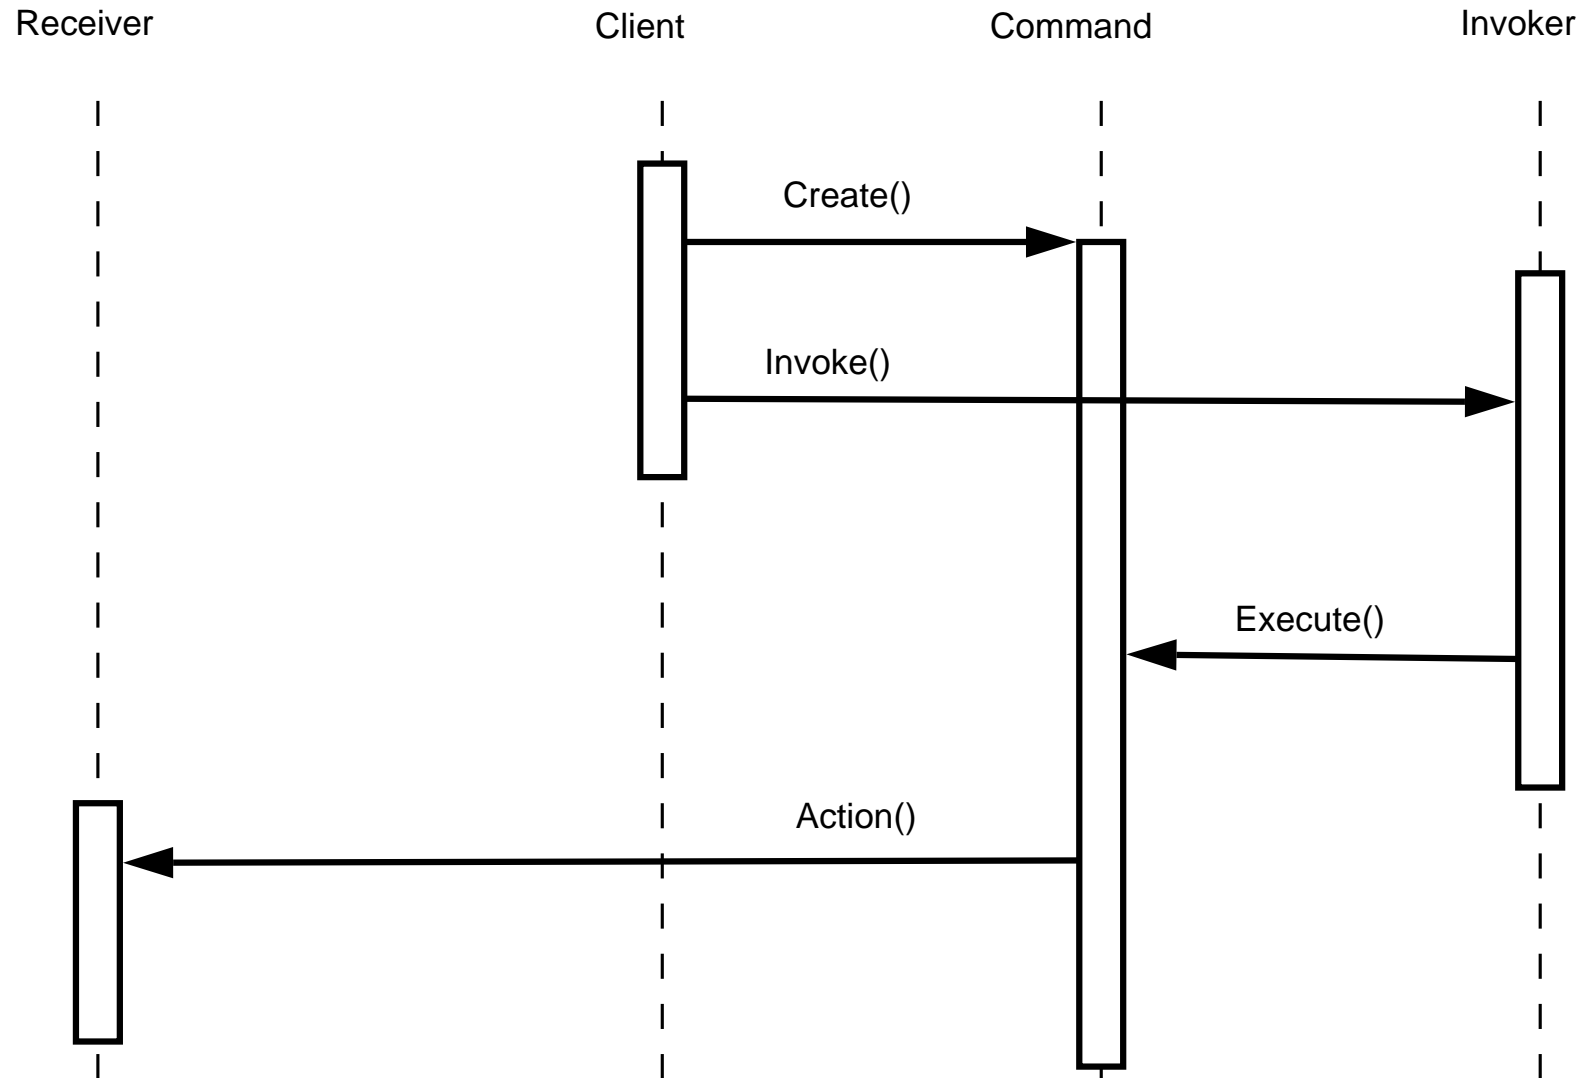 Receiver
Client
Command
Invoker
Create()
Invoke()
Execute()
Action()